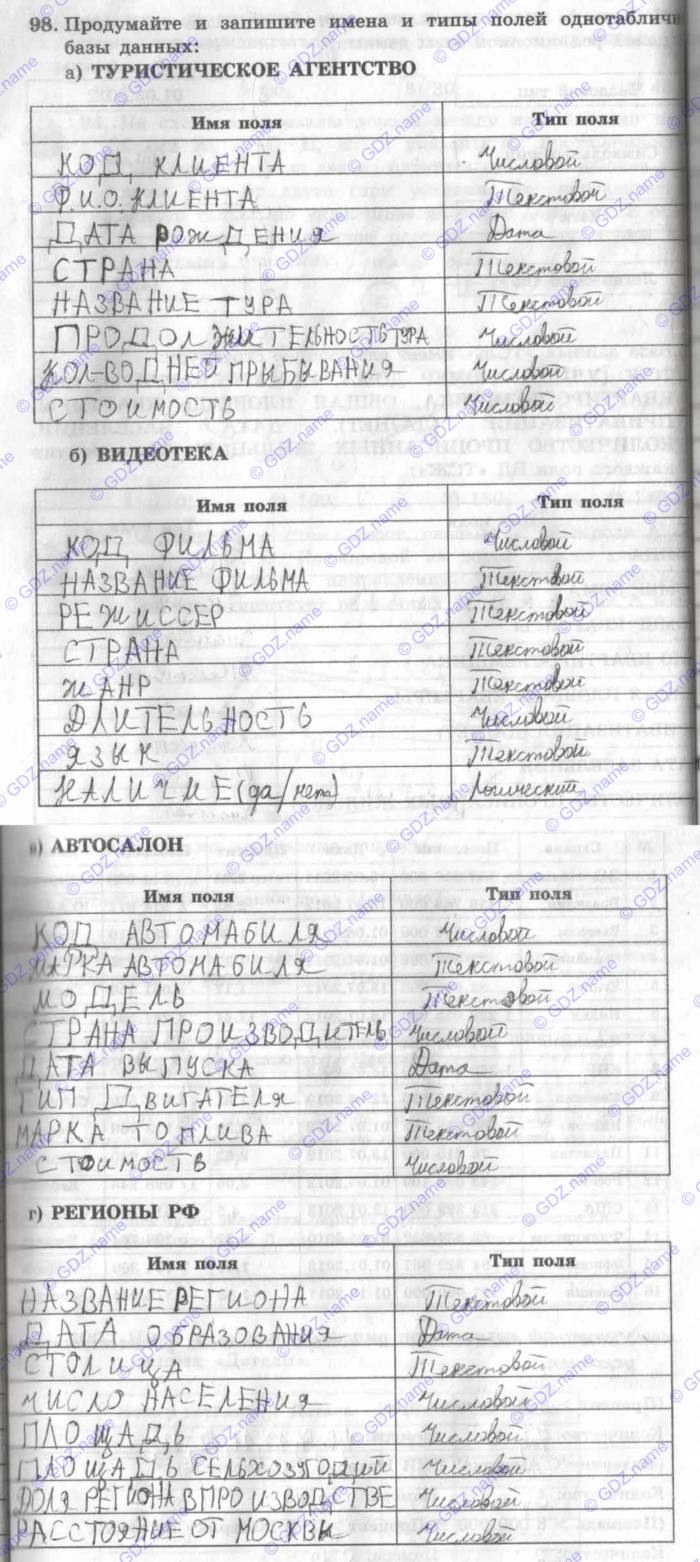 98. Продумайте и запишите имена и типы полей однотабличн
базы данных:
а) ТУРИСТИЧЕСКОЕ АГЕНТСТВО
Имя поля Тип поля
КОД КЛИЕНТА Числовой
Ф.И.О. КЛИЕНТА Текстовой
ДАТА РОЖДЕНИЯ Дата
СТРАНА Текстовой
НАЗВАНИЕ ТУРА Текстовой
ПРОДОЛЖИТЕЛЬНОСТЬ ТУРА Числовой
КОЛ-ВО ДНЕЙ ПРИБЫВАНИЯ Числовой
СТОИМОСТЬ Числовой
б) ВИДЕОТЕКА
Имя поля Тип поля
КОД ФИЛЬМА Числовой
НАЗВАНИЕ ФИЛЬМА Текстовой
РЕЖИССЕР Текстовой
СТРАНА Текстовой
ЖАНР Текстовой
ДЛИТЕЛЬНОСТЬ Числовой
ЯЗЫК Текстовой
НАЛИЧИЕ (да/нет) Логический
в) АВТОСАЛОН
Имя поля Тип поля
КОД АВТОМАБИЛЯ Числовой
МАРКА АВТОМАБИЛЯ Текстовой
МОДЕЛЬ Текстовой
СТРАНА ПРОИЗВОДИТЕЛЬ Числовой
ДАТА ВЫПУСКА Дата
ТИП ДВИГАТЕЛЯ Текстовой
МАРКА ТОПЛИВА Текстовой
СТОИМОСТЬ Числовой
г) РЕГИОНЫ РФ
Имя поля Тип поля
НАЗВАНИЕ РЕГИОНА Текстовой
ДАТА ОБРАЗОВАНИЯ Дата
СТОЛИЦА Текстовой
ЧИСЛО НАСЕЛЕНИЯ Числовой
ПЛОЩАДЬ Числовой
ПЛОЩАДЬ СЕЛЬХОЗУГОДИЙ Числовой
ДОЛЯ РЕГИОНА В ПРОИЗВОДСТВЕ Числовой
РАССТОЯНИЕ ОТ МОСКВЫ Числовой